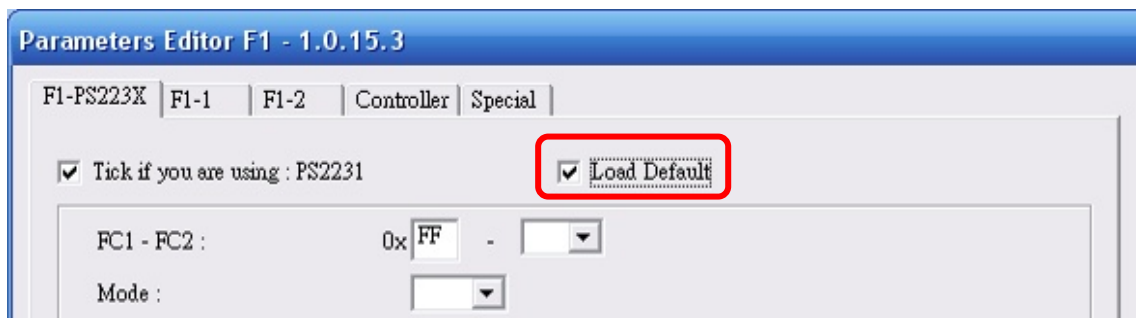 Parameters Editor F1 - 1.0.15.3
F1-PS223X F1-1 F1-2 Controller Special
Tick if you are using : PS2231 Load Default
FC1 - FC2 : 0x FF -
Mode :